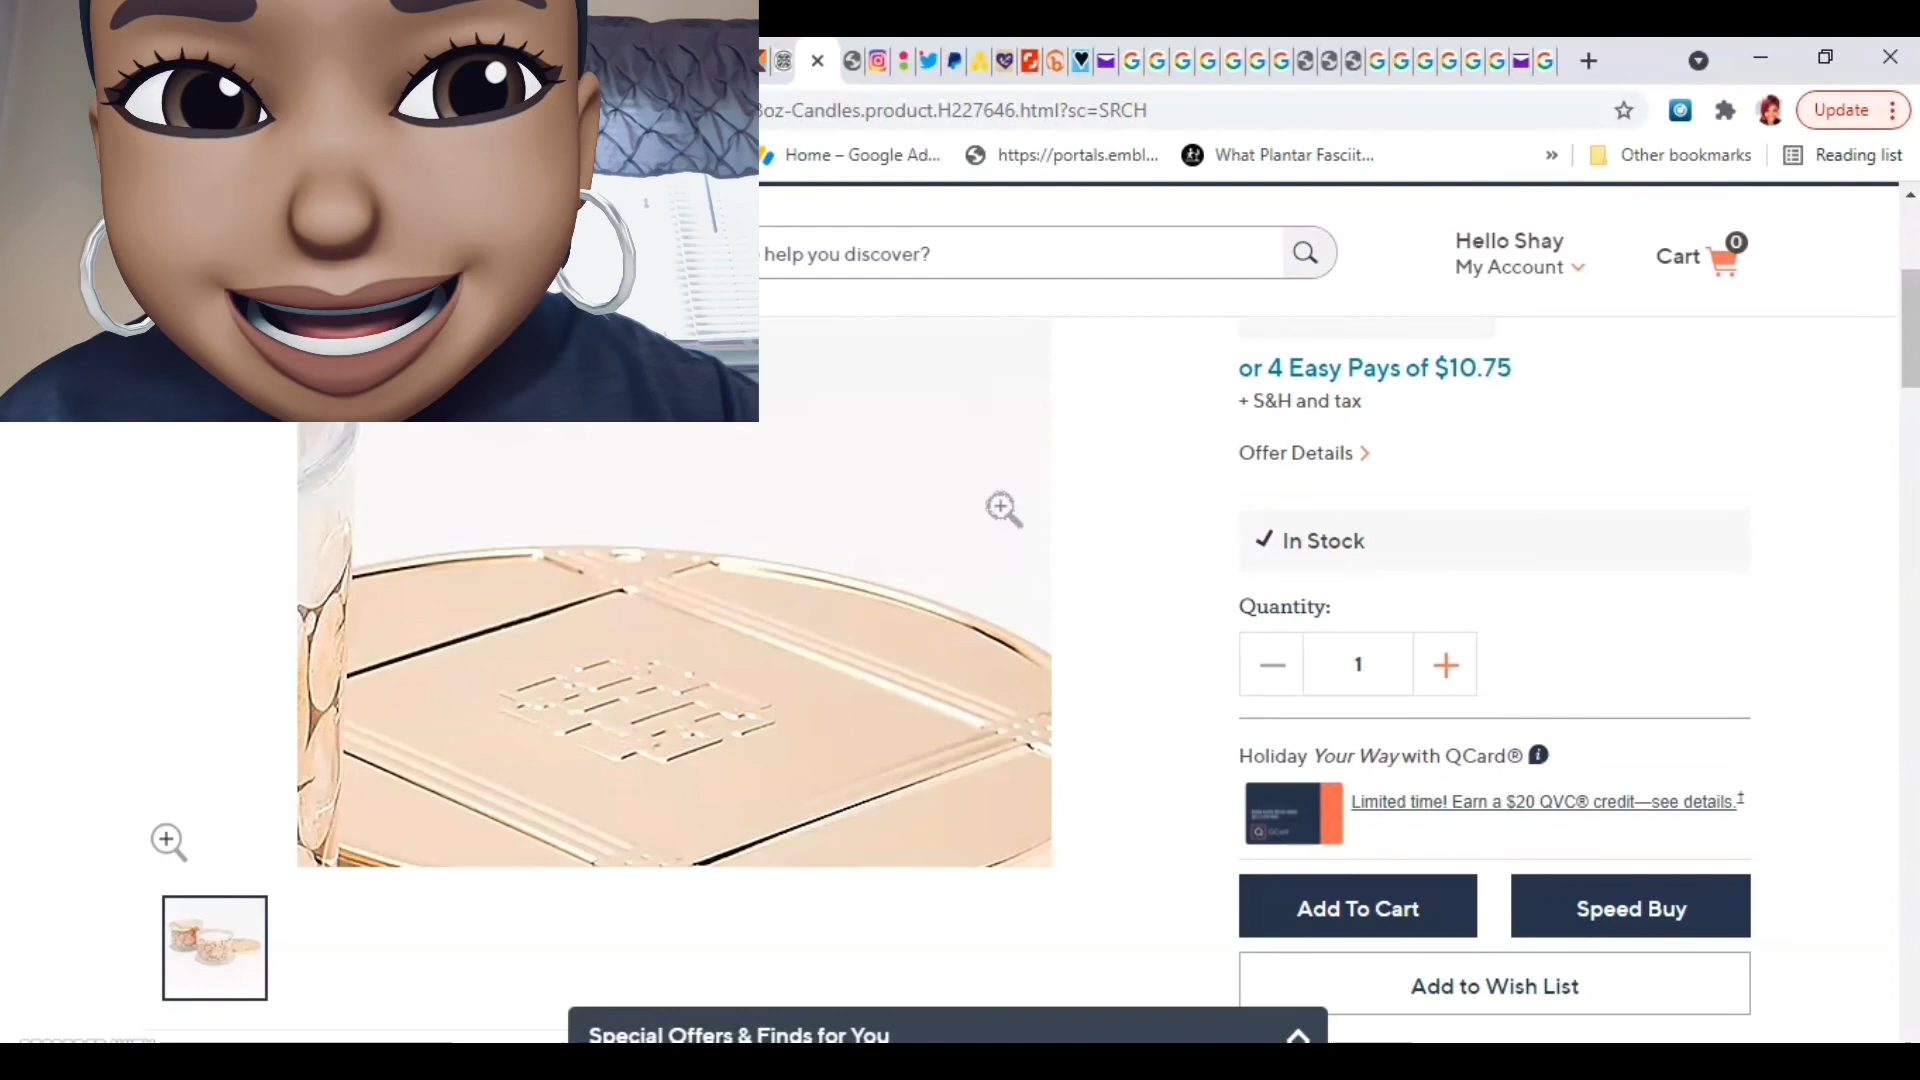 3oz-Candles.product.H227646.html?sc=SRCH
Update
Home – Google Ad...
https://portals.embl...
What Plantar Fasciit...
»
Other bookmarks
Reading list
help you discover?
Hello Shay
My Account
Cart
0
or 4 Easy Pays of $10.75
+ S&H and tax
Offer Details
In Stock
Quantity:
1
Holiday Your Way with QCard®
Limited time! Earn a $20 QVC® credit—see details.‡
Add To Cart
Speed Buy
Add to Wish List
Special Offers & Finds for You